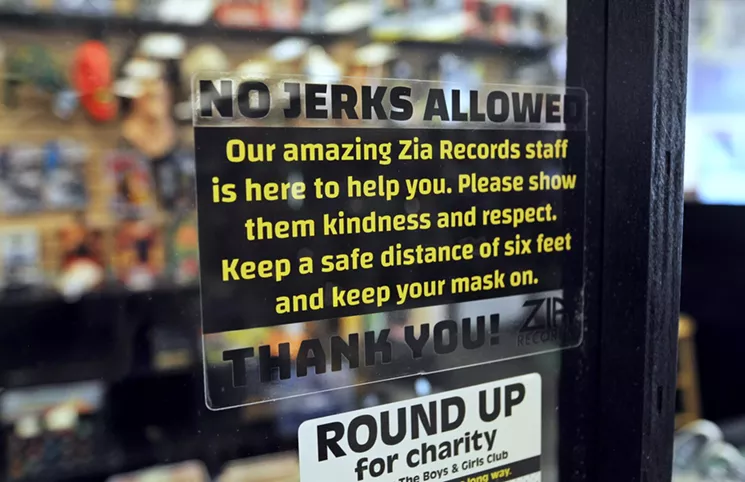 NO JERKS ALLOWED
Our amazing Zia Records staff
is here to help you. Please show
them kindness and respect.
Keep a safe distance of six feet
and keep your mask on.
THANK YOU!
ZIA
RECORDS
ROUND UP
for charity
The Boys & Girls Club
long way.